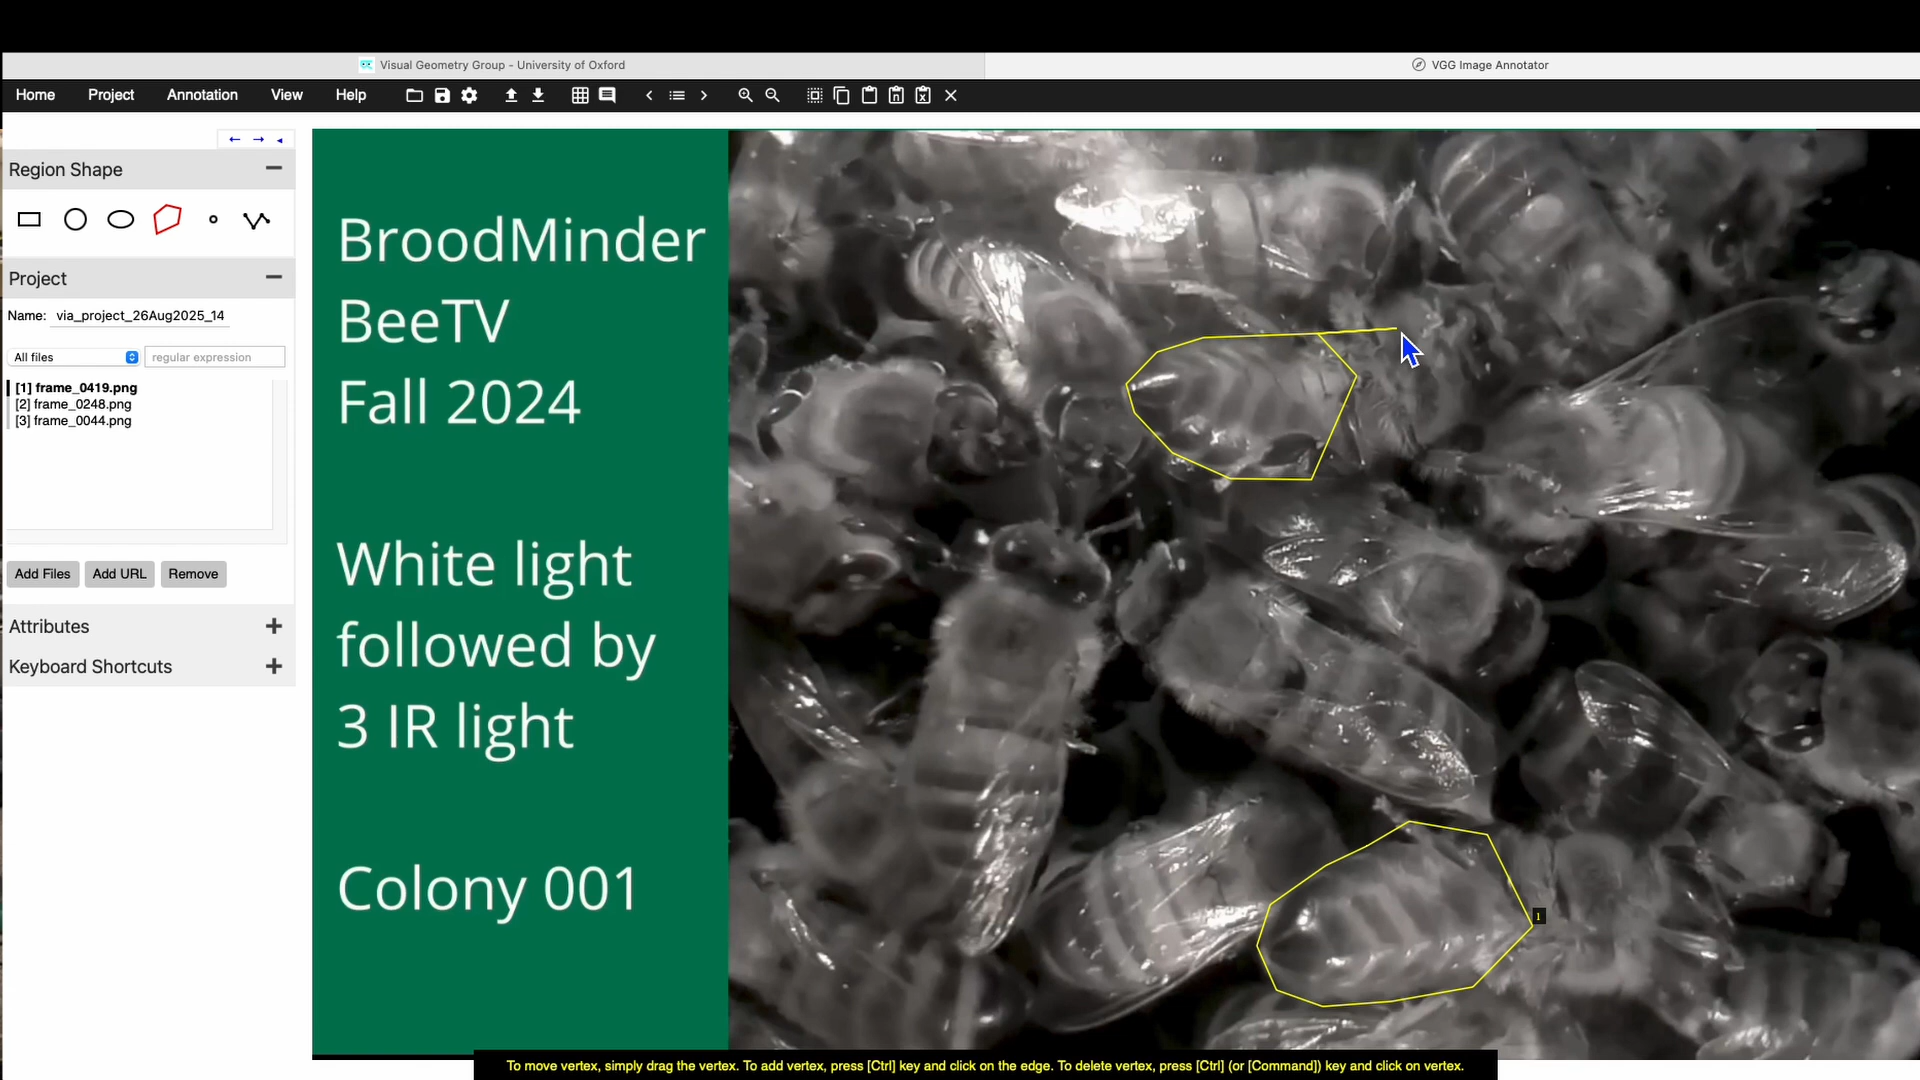 Visual Geometry Group - University of Oxford
VGG Image Annotator
Home Project Annotation View Help
Region Shape
Project
Name: via_project_26Aug2025_14
All files regular expression
[1] frame_0419.png
[2] frame_0248.png
[3] frame_0044.png
Add Files Add URL Remove
Attributes
Keyboard Shortcuts
BroodMinder
BeeTV
Fall 2024
White light
followed by
3 IR light
Colony 001
1
To move vertex, simply drag the vertex. To add vertex, press [Ctrl] key and click on the edge. To delete vertex, press [Ctrl] (or [Command]) key and click on vertex.